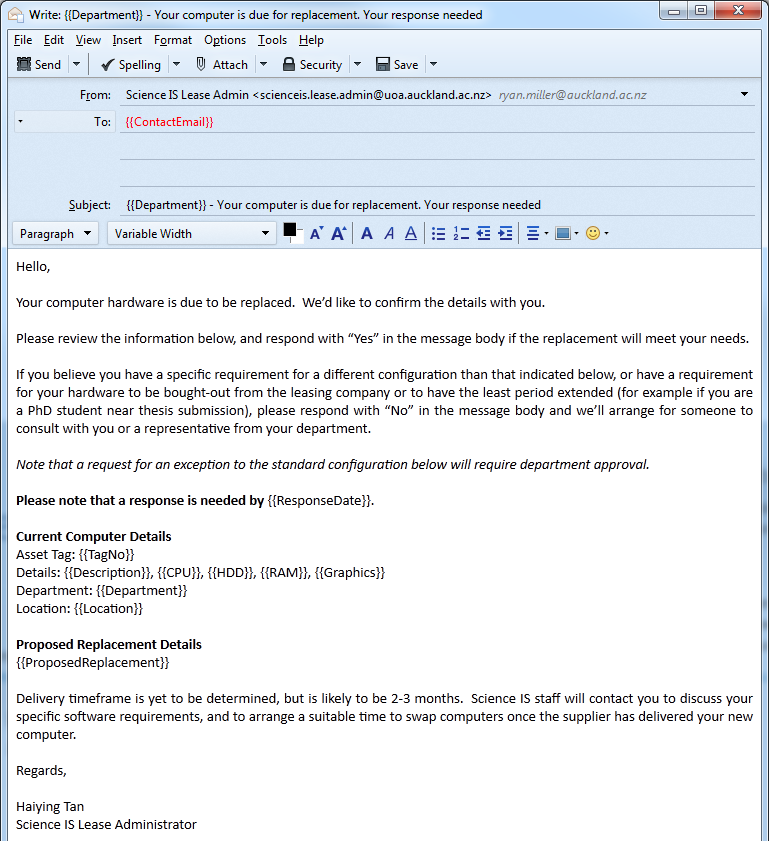 Write: {{Department}} - Your computer is due for replacement. Your response needed
File Edit View Insert Format Options Tools Help
Send Spelling Attach Security Save
From: Science IS Lease Admin <scienceis.lease.admin@uoa.auckland.ac.nz> ryan.miller@auckland.ac.nz
To: {{ContactEmail}}
Subject: {{Department}} - Your computer is due for replacement. Your response needed
Paragraph Variable Width
Hello,
Your computer hardware is due to be replaced.  We'd like to confirm the details with you.
Please review the information below, and respond with “Yes” in the message body if the replacement will meet your needs.
If you believe you have a specific requirement for a different configuration than that indicated below, or have a requirement
for your hardware to be bought-out from the leasing company or to have the least period extended (for example if you are
a PhD student near thesis submission), please respond with “No” in the message body and we’ll arrange for someone to
consult with you or a representative from your department.
Note that a request for an exception to the standard configuration below will require department approval.
Please note that a response is needed by {{ResponseDate}}.
Current Computer Details
Asset Tag: {{TagNo}}
Details: {{Description}}, {{CPU}}, {{HDD}}, {{RAM}}, {{Graphics}}
Department: {{Department}}
Location: {{Location}}
Proposed Replacement Details
{{ProposedReplacement}}
Delivery timeframe is yet to be determined, but is likely to be 2-3 months.  Science IS staff will contact you to discuss your
specific software requirements, and to arrange a suitable time to swap computers once the supplier has delivered your new
computer.
Regards,
Haiying Tan
Science IS Lease Administrator